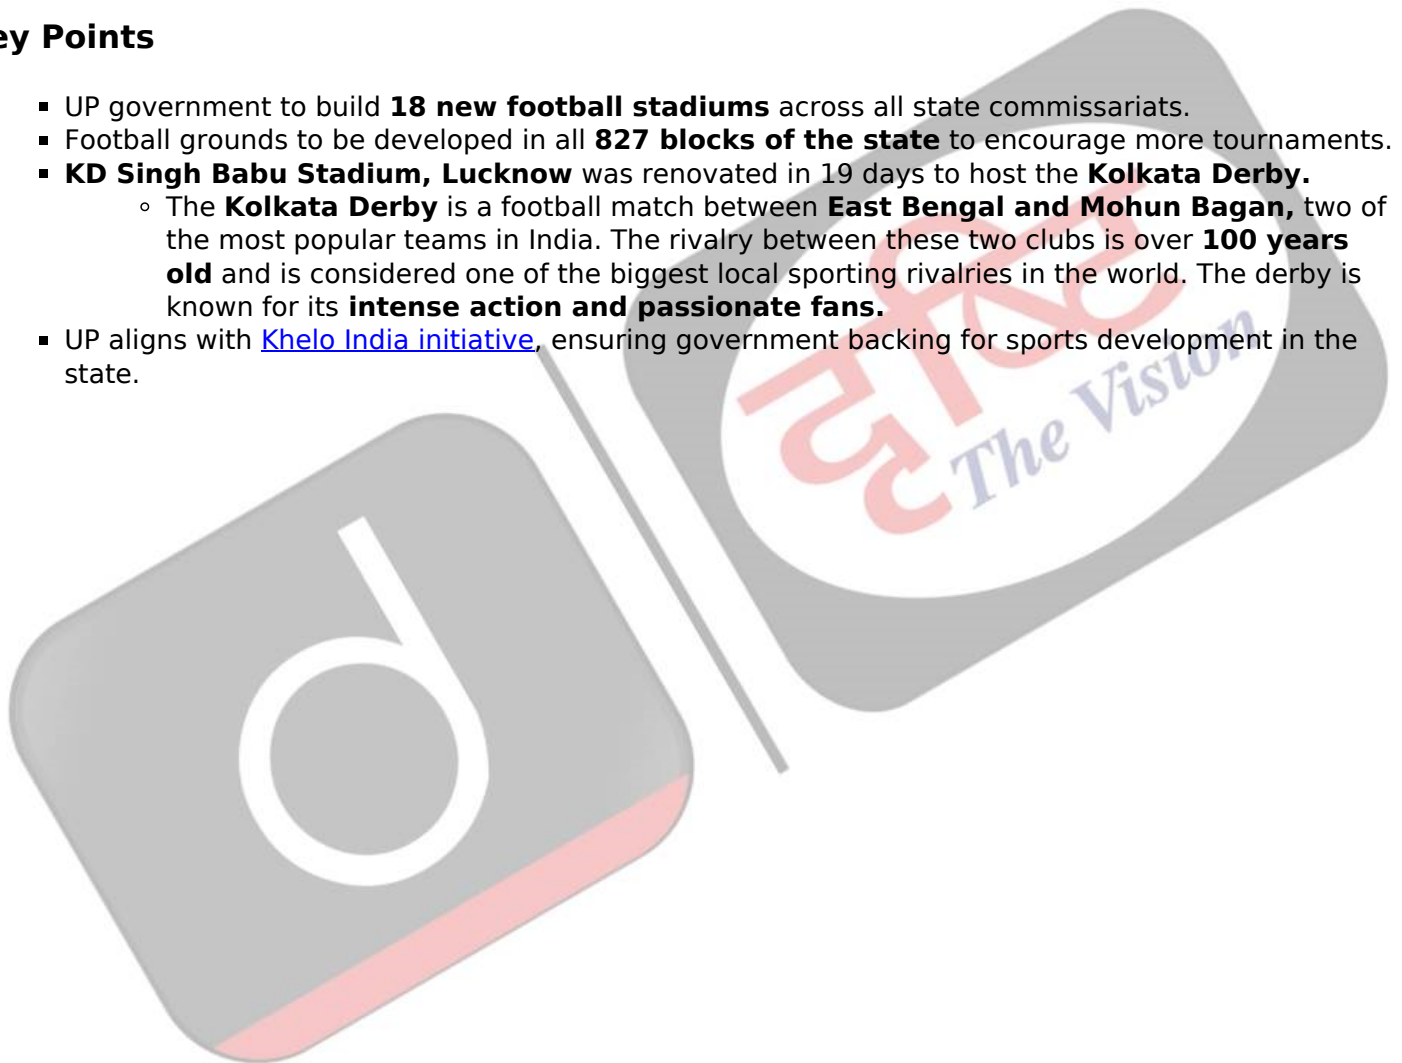 ey Points
▪ UP government to build 18 new football stadiums across all state commissariats.
▪ Football grounds to be developed in all 827 blocks of the state to encourage more tournaments.
▪ KD Singh Babu Stadium, Lucknow was renovated in 19 days to host the Kolkata Derby.
◦ The Kolkata Derby is a football match between East Bengal and Mohun Bagan, two of
the most popular teams in India. The rivalry between these two clubs is over 100 years
old and is considered one of the biggest local sporting rivalries in the world. The derby is
known for its intense action and passionate fans.
▪ UP aligns with Khelo India initiative, ensuring government backing for sports development in the
state.
दृष्टि
The Vision
d